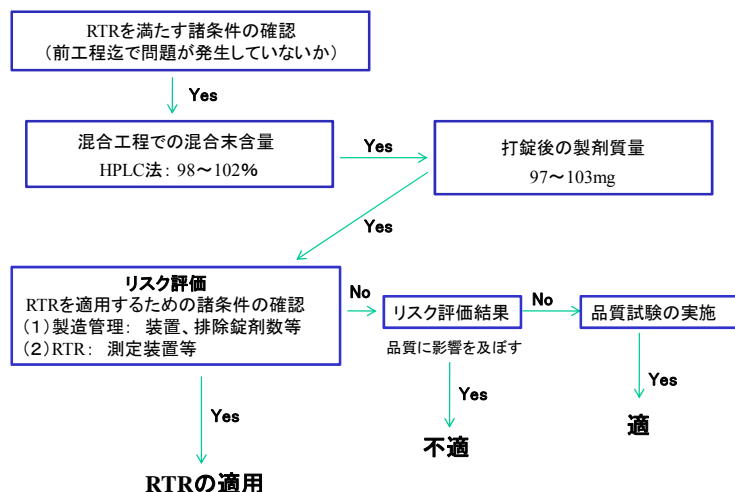 RTRを満たす諸条件の確認
（前工程迄で問題が発生していないか）
Yes
混合工程での混合末含量
HPLC法： 98～102%
Yes
打錠後の製剤質量
97～103mg
Yes
リスク評価
RTRを適用するための諸条件の確認
（１）製造管理： 装置、排除錠剤数等
（２）RTR： 測定装置等
No
リスク評価結果
品質に影響を及ぼす
No
品質試験の実施
Yes
Yes
Yes
適
不適
RTRの適用